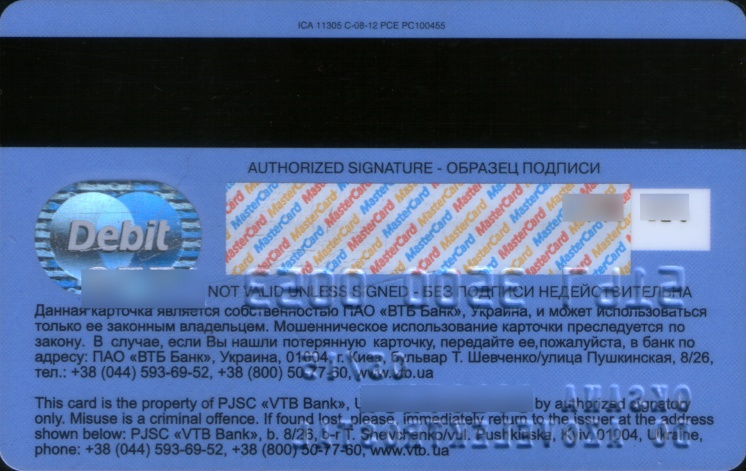 ICA 11305 C-08-12 PCE PC100455
AUTHORIZED SIGNATURE - ОБРАЗЕЦ ПОДПИСИ
MasterCard MasterCard MasterCard
Debit
NOT VALID UNLESS SIGNED - БЕЗ ПОДПИСИ НЕДЕЙСТВИТЕЛЬНА
Данная карточка является собственностью ПАО «ВТБ Банк», Украина, и может использоваться
только ее законным владельцем. Мошенническое использование карточки преследуется по
закону. В случае, если Вы нашли потерянную карточку, передайте ее,пожалуйста, в банк по
адресу: ПАО «ВТБ Банк», Украина, 01004, г. Киев, бульвар Т. Шевченко/улица Пушкинская, 8/26,
тел.: +38 (044) 593-69-52, +38 (800) 50-77-60, www.vtb.ua
This card is the property of PJSC «VTB Bank», by authorized signatory
only. Misuse is a criminal offence. If found lost, please, immediately return to the issuer at the address
shown below: PJSC «VTB Bank», b. 8/26, b-r T. Shevchenko/vul. Pushkinska, Kyiv, 01004, Ukraine,
phone: +38 (044) 593-69-52, +38 (800) 50-77-60, www.vtb.ua